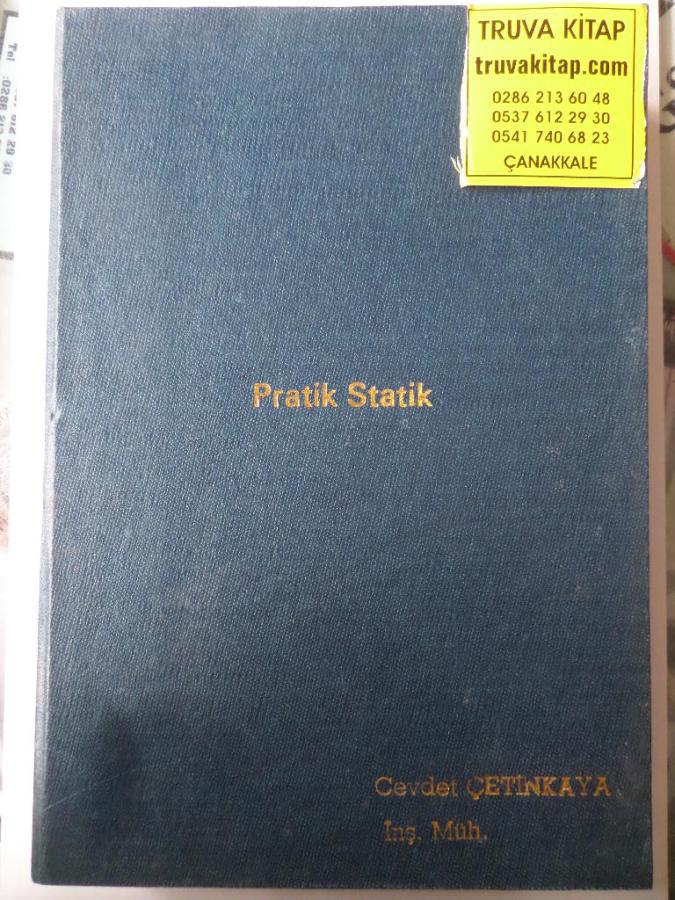 TRUVA KİTAP
truvakitap.com
0286 213 60 48
0537 612 29 30
0541 740 68 23
ÇANAKKALE
Pratik Statik
Cevdet ÇETİNKAYA
İnş. Müh.